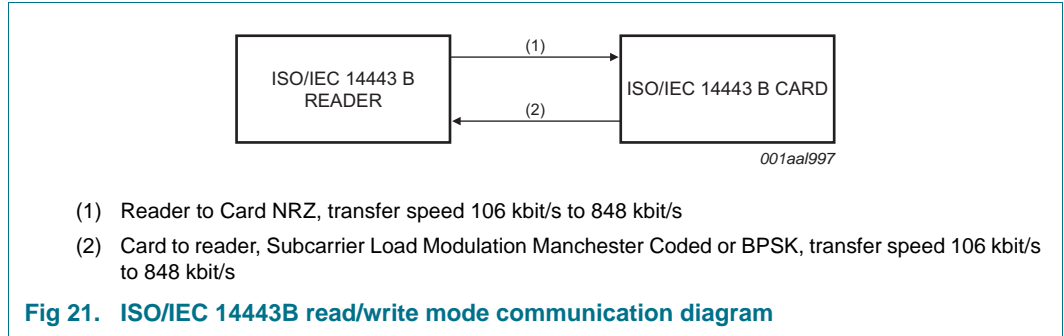 (1)
ISO/IEC 14443 B
READER
ISO/IEC 14443 B CARD
(2)
001aal997
(1) Reader to Card NRZ, transfer speed 106 kbit/s to 848 kbit/s
(2) Card to reader, Subcarrier Load Modulation Manchester Coded or BPSK, transfer speed 106 kbit/s
to 848 kbit/s
Fig 21. ISO/IEC 14443B read/write mode communication diagram